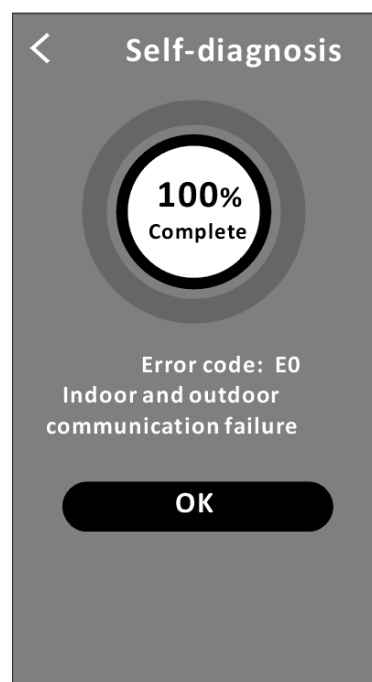 Self-diagnosis
100%
Complete
Error code: E0
Indoor and outdoor
communication failure
OK